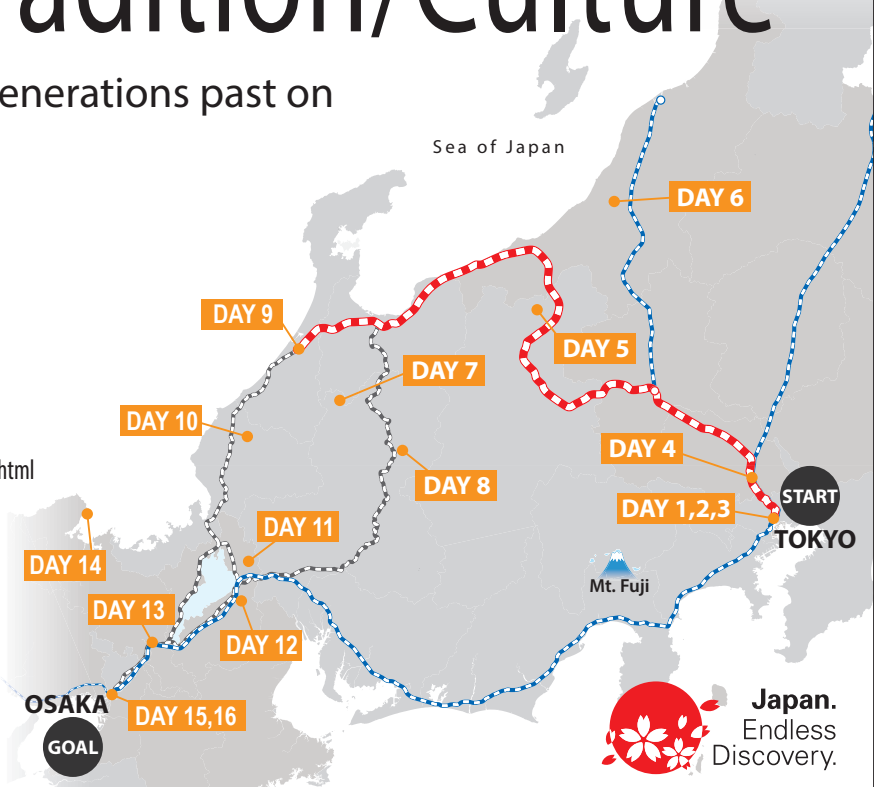 adition/Culture
enerations past on
Sea of Japan
DAY 6
DAY 9
DAY 5
DAY 7
DAY 10
DAY 4
html
DAY 8
START
DAY 1,2,3
DAY 11
TOKYO
DAY 14
Mt. Fuji
DAY 13
DAY 12
OSAKA
DAY 15,16
GOAL
Japan.
Endless
Discovery.